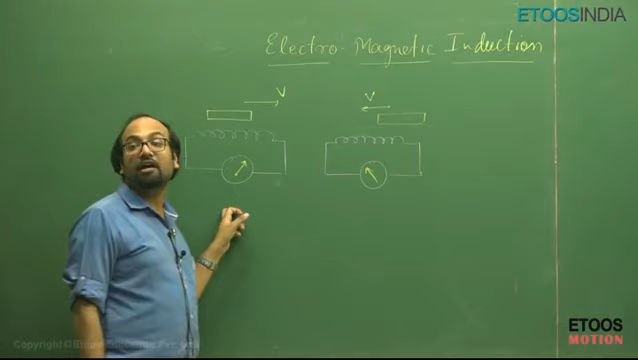 ETOOSINDIA
Electro-Magnetic Induction
V
V
ETOOS
MOTION